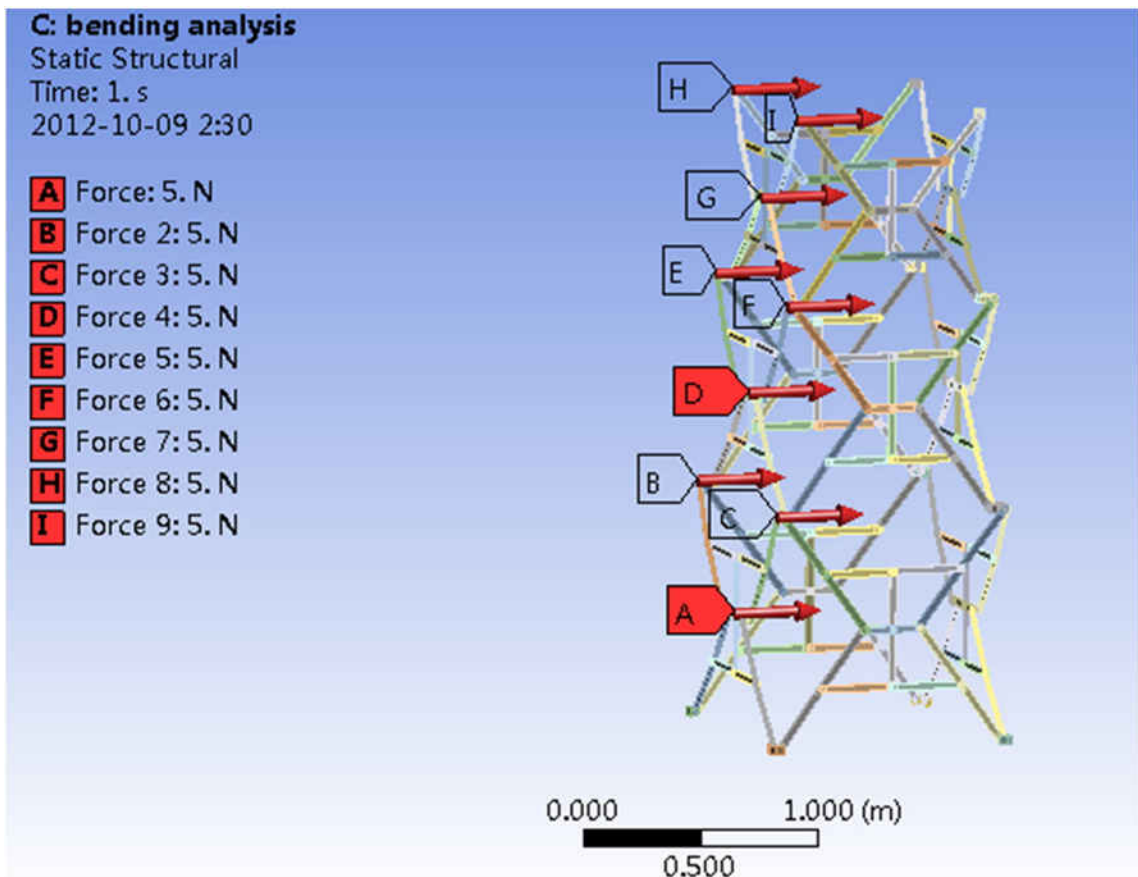 C: bending analysis
Static Structural
Time: 1. s
2012-10-09 2:30
A Force: 5. N
B Force 2: 5. N
C Force 3: 5. N
D Force 4: 5. N
E Force 5: 5. N
F Force 6: 5. N
G Force 7: 5. N
H Force 8: 5. N
I Force 9: 5. N
H
I
G
E
F
D
B
C
A
0.000 1.000 (m)
0.500